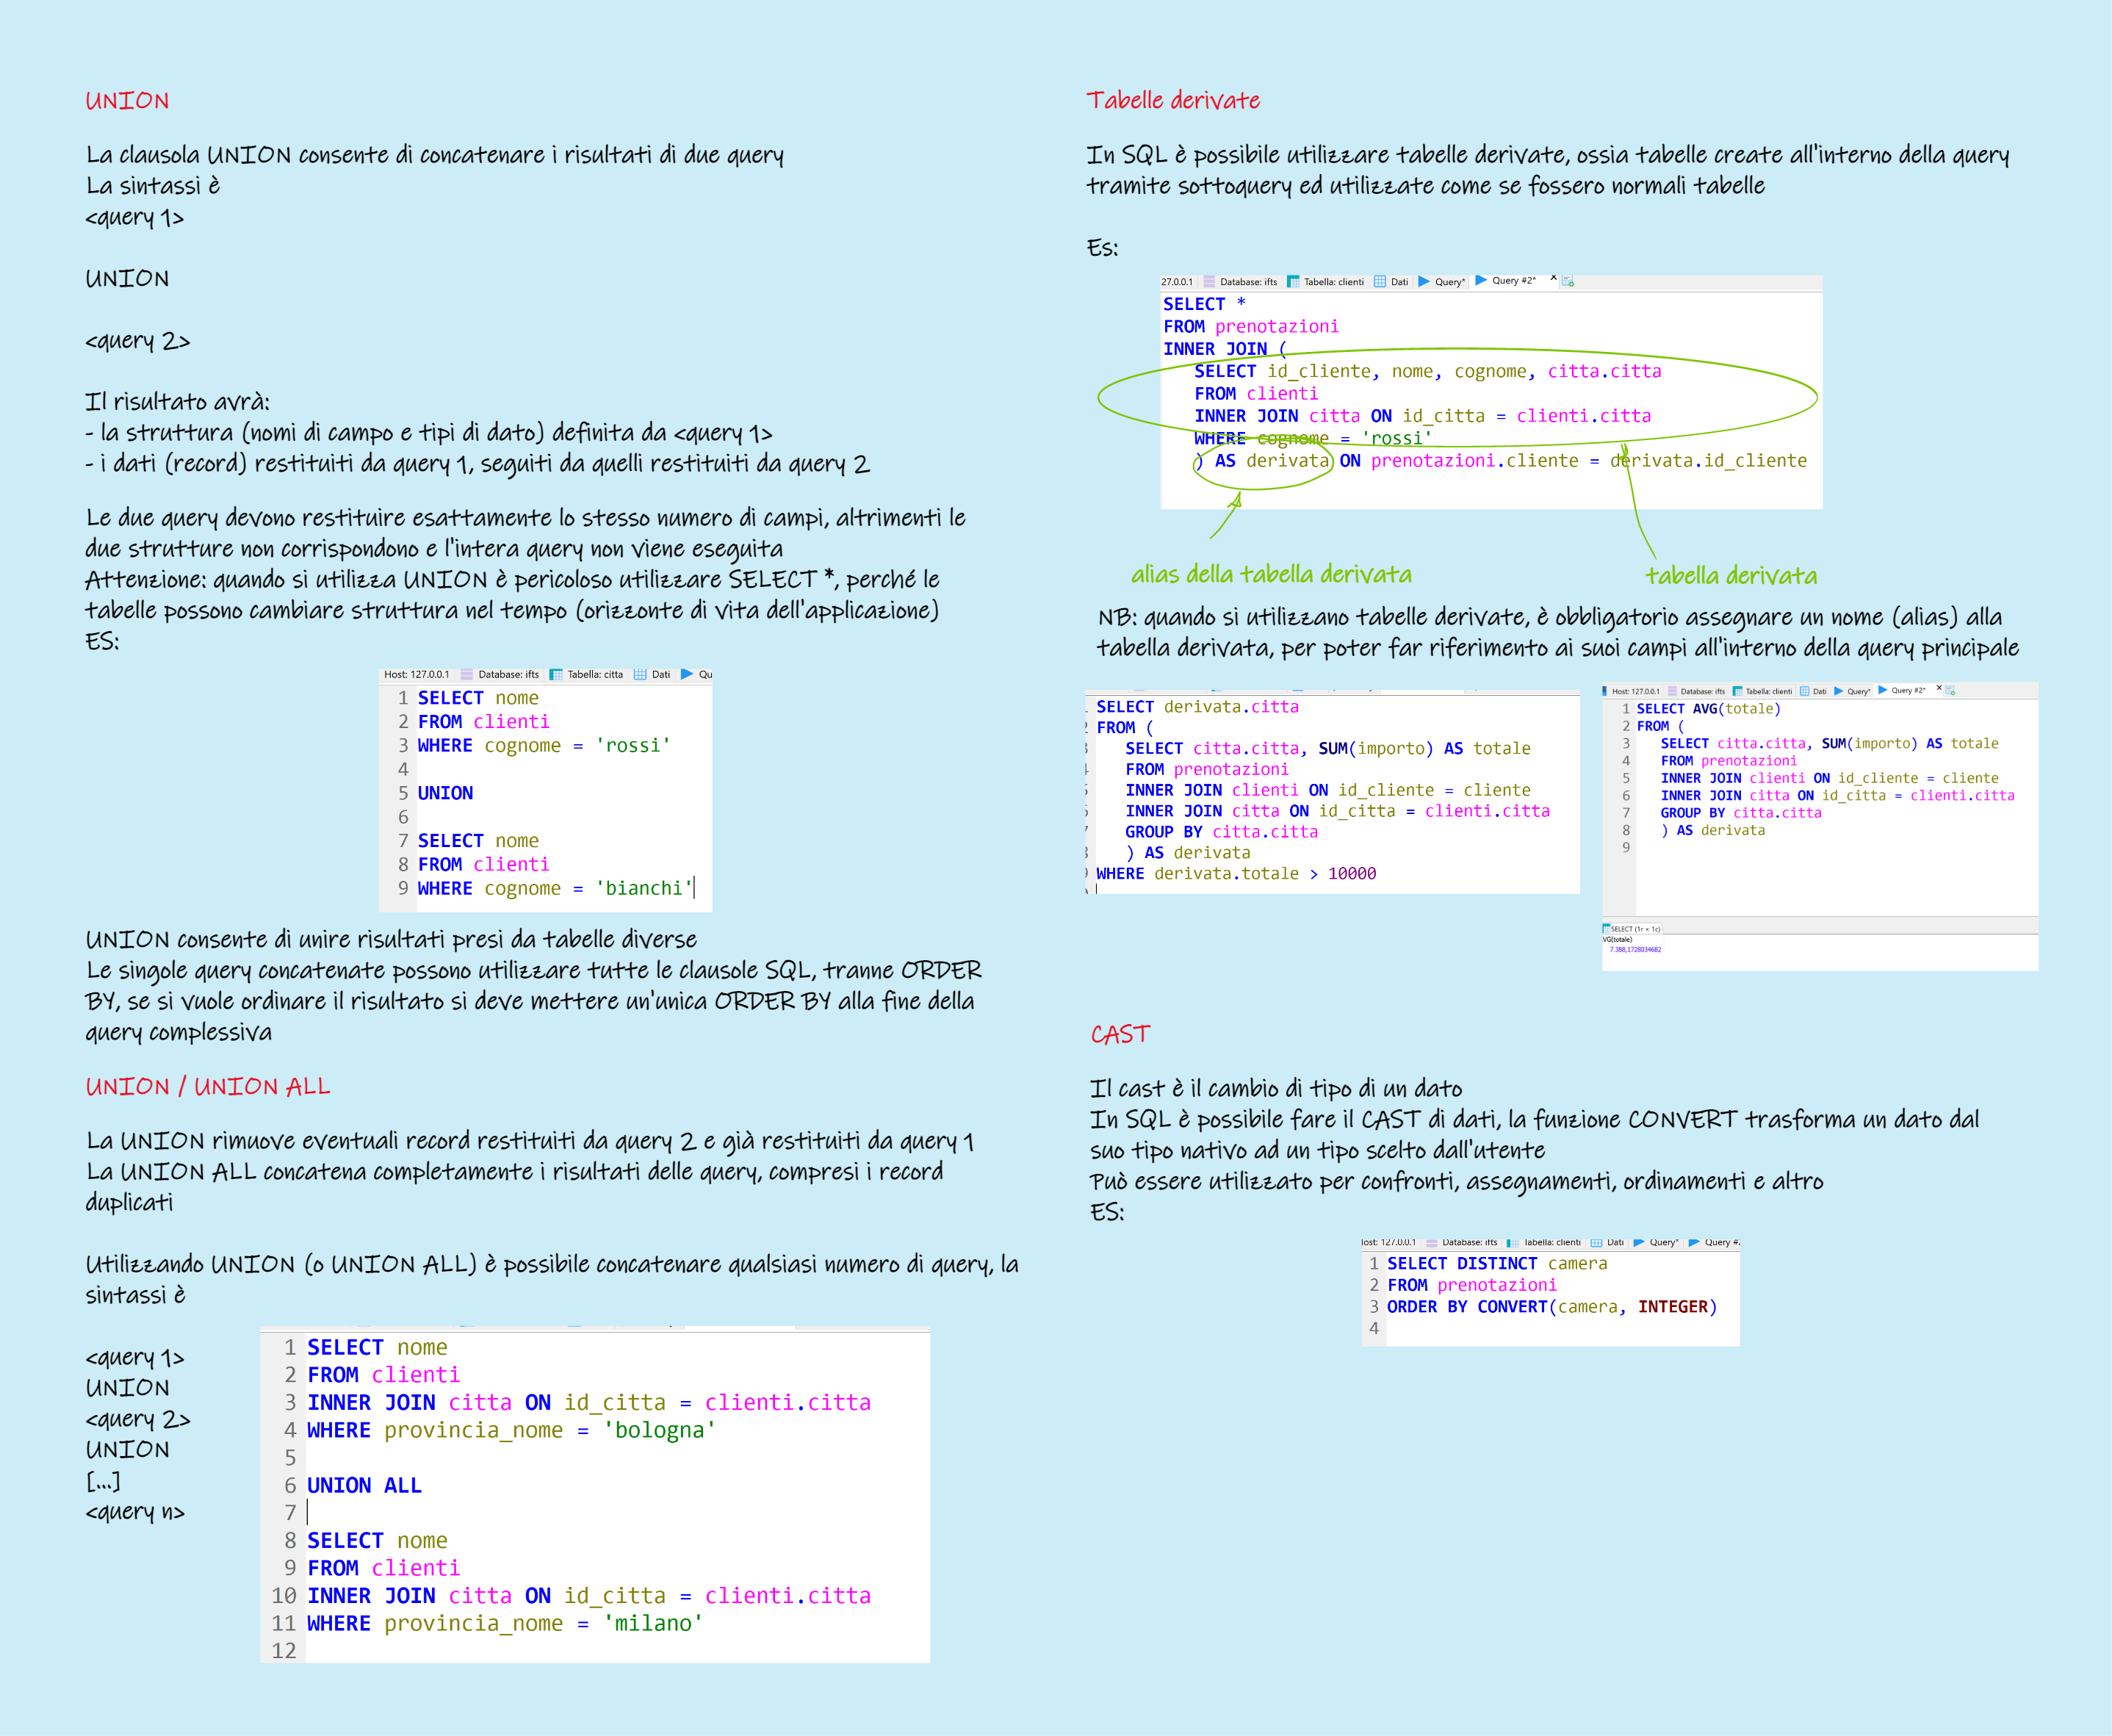 UNION
La clausola UNION consente di concatenare i risultati di due query
La sintassi è
<query 1>
UNION
<query 2>
Il risultato avrà:
- la struttura (nomi di campo e tipi di dato) definita da <query 1>
- i dati (record) restituiti da query 1, seguiti da quelli restituiti da query 2
Le due query devono restituire esattamente lo stesso numero di campi, altrimenti le
due strutture non corrispondono e l'intera query non viene eseguita
Attenzione: quando si utilizza UNION è pericoloso utilizzare SELECT *, perché le
tabelle possono cambiare struttura nel tempo (orizzonte di vita dell'applicazione)
ES:
Host: 127.0.0.1 Database: ifts Tabella: citta Dati Qu
1 SELECT nome
2 FROM clienti
3 WHERE cognome = 'rossi'
4
5 UNION
6
7 SELECT nome
8 FROM clienti
9 WHERE cognome = 'bianchi'
UNION consente di unire risultati presi da tabelle diverse
Le singole query concatenate possono utilizzare tutte le clausole SQL, tranne ORDER
BY, se si vuole ordinare il risultato si deve mettere un'unica ORDER BY alla fine della
query complessiva
UNION / UNION ALL
La UNION rimuove eventuali record restituiti da query 2 e già restituiti da query 1
La UNION ALL concatena completamente i risultati delle query, compresi i record
duplicati
Utilizzando UNION (o UNION ALL) è possibile concatenare qualsiasi numero di query, la
sintassi è
<query 1>
UNION
<query 2>
UNION
[...]
<query n>
1 SELECT nome
2 FROM clienti
3 INNER JOIN citta ON id_citta = clienti.citta
4 WHERE provincia_nome = 'bologna'
5
6 UNION ALL
7
8 SELECT nome
9 FROM clienti
10 INNER JOIN citta ON id_citta = clienti.citta
11 WHERE provincia_nome = 'milano'
12
Tabelle derivate
In SQL è possibile utilizzare tabelle derivate, ossia tabelle create all'interno della query
tramite sottoquery ed utilizzate come se fossero normali tabelle
Es:
27.0.0.1 Database: ifts Tabella: clienti Dati Query* Query #2*
SELECT *
FROM prenotazioni
INNER JOIN (
SELECT id_cliente, nome, cognome, citta.citta
FROM clienti
INNER JOIN citta ON id_citta = clienti.citta
WHERE cognome = 'rossi'
) AS derivata ON prenotazioni.cliente = derivata.id_cliente
alias della tabella derivata
tabella derivata
NB: quando si utilizzano tabelle derivate, è obbligatorio assegnare un nome (alias) alla
tabella derivata, per poter far riferimento ai suoi campi all'interno della query principale
SELECT derivata.citta
FROM (
SELECT citta.citta, SUM(importo) AS totale
FROM prenotazioni
INNER JOIN clienti ON id_cliente = cliente
INNER JOIN citta ON id_citta = clienti.citta
GROUP BY citta.citta
) AS derivata
WHERE derivata.totale > 10000
Host: 127.0.0.1 Database: ifts Tabella: clienti Dati Query* Query #2*
1 SELECT AVG(totale)
2 FROM (
3 SELECT citta.citta, SUM(importo) AS totale
4 FROM prenotazioni
5 INNER JOIN clienti ON id_cliente = cliente
6 INNER JOIN citta ON id_citta = clienti.citta
7 GROUP BY citta.citta
8 ) AS derivata
9
SELECT (1r × 1c)
VG(totale)
7.388,1728034682
CAST
Il cast è il cambio di tipo di un dato
In SQL è possibile fare il CAST di dati, la funzione CONVERT trasforma un dato dal
suo tipo nativo ad un tipo scelto dall'utente
Può essere utilizzato per confronti, assegnamenti, ordinamenti e altro
ES:
lost: 127.0.0.1 Database: ifts Tabella: clienti Dati Query* Query #2
1 SELECT DISTINCT camera
2 FROM prenotazioni
3 ORDER BY CONVERT(camera, INTEGER)
4